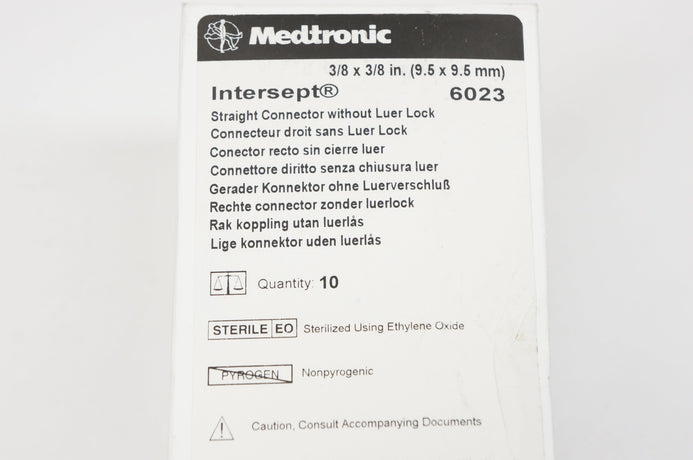 Medtronic
3/8 x 3/8 in. (9.5 x 9.5 mm)
Intersept® 6023
Straight Connector without Luer Lock
Connecteur droit sans Luer Lock
Conector recto sin cierre luer
Connettore diritto senza chiusura luer
Gerader Konnektor ohne Luerverschluß
Rechte connector zonder luerlock
Rak koppling utan luerlås
Lige konnektor uden luerlås
Quantity: 10
STERILE EO Sterilized Using Ethylene Oxide
PYROGEN Nonpyrogenic
Caution, Consult Accompanying Documents